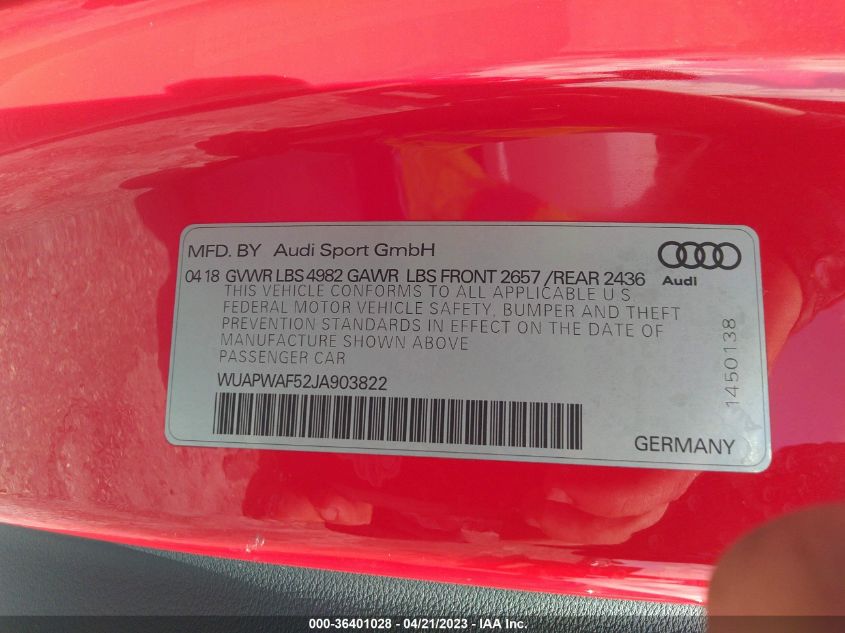 MFD. BY Audi Sport GmbH
04 18 GVWR LBS 4982 GAWR LBS FRONT 2657 /REAR 2436
THIS VEHICLE CONFORMS TO ALL APPLICABLE U S
FEDERAL MOTOR VEHICLE SAFETY, BUMPER AND THEFT
PREVENTION STANDARDS IN EFFECT ON THE DATE OF
MANUFACTURE SHOWN ABOVE
PASSENGER CAR
WUAPWAF52JA903822
Audi
1450138
GERMANY
000-36401028 - 04/21/2023 - IAA Inc.